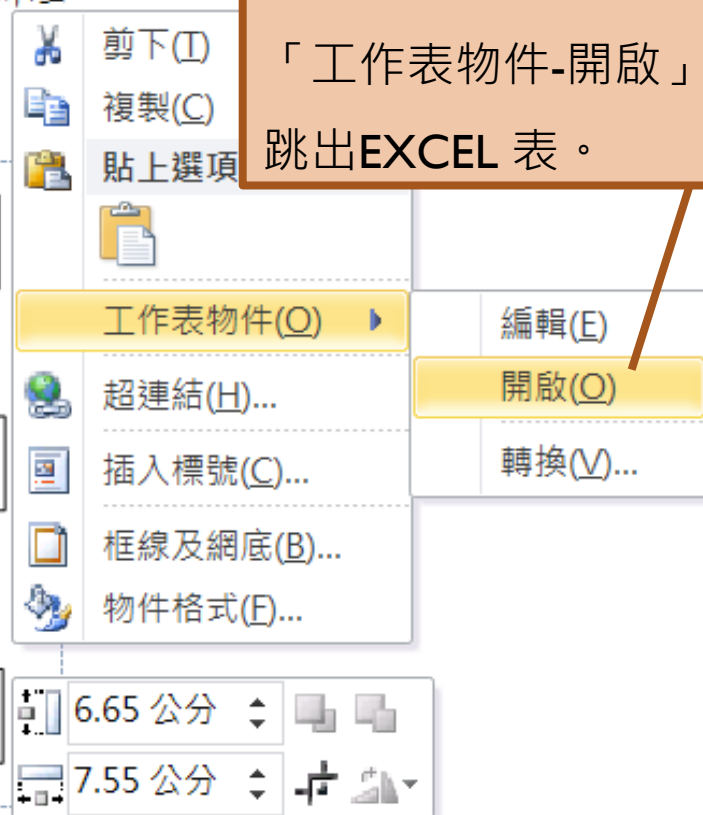 「工作表物件-開啟」
跳出EXCEL 表。
剪下(T)
複製(C)
貼上選項
工作表物件(O)
超連結(H)...
插入標號(C)...
框線及網底(B)...
物件格式(F)...
編輯(E)
開啟(O)
轉換(V)...
6.65 公分
7.55 公分